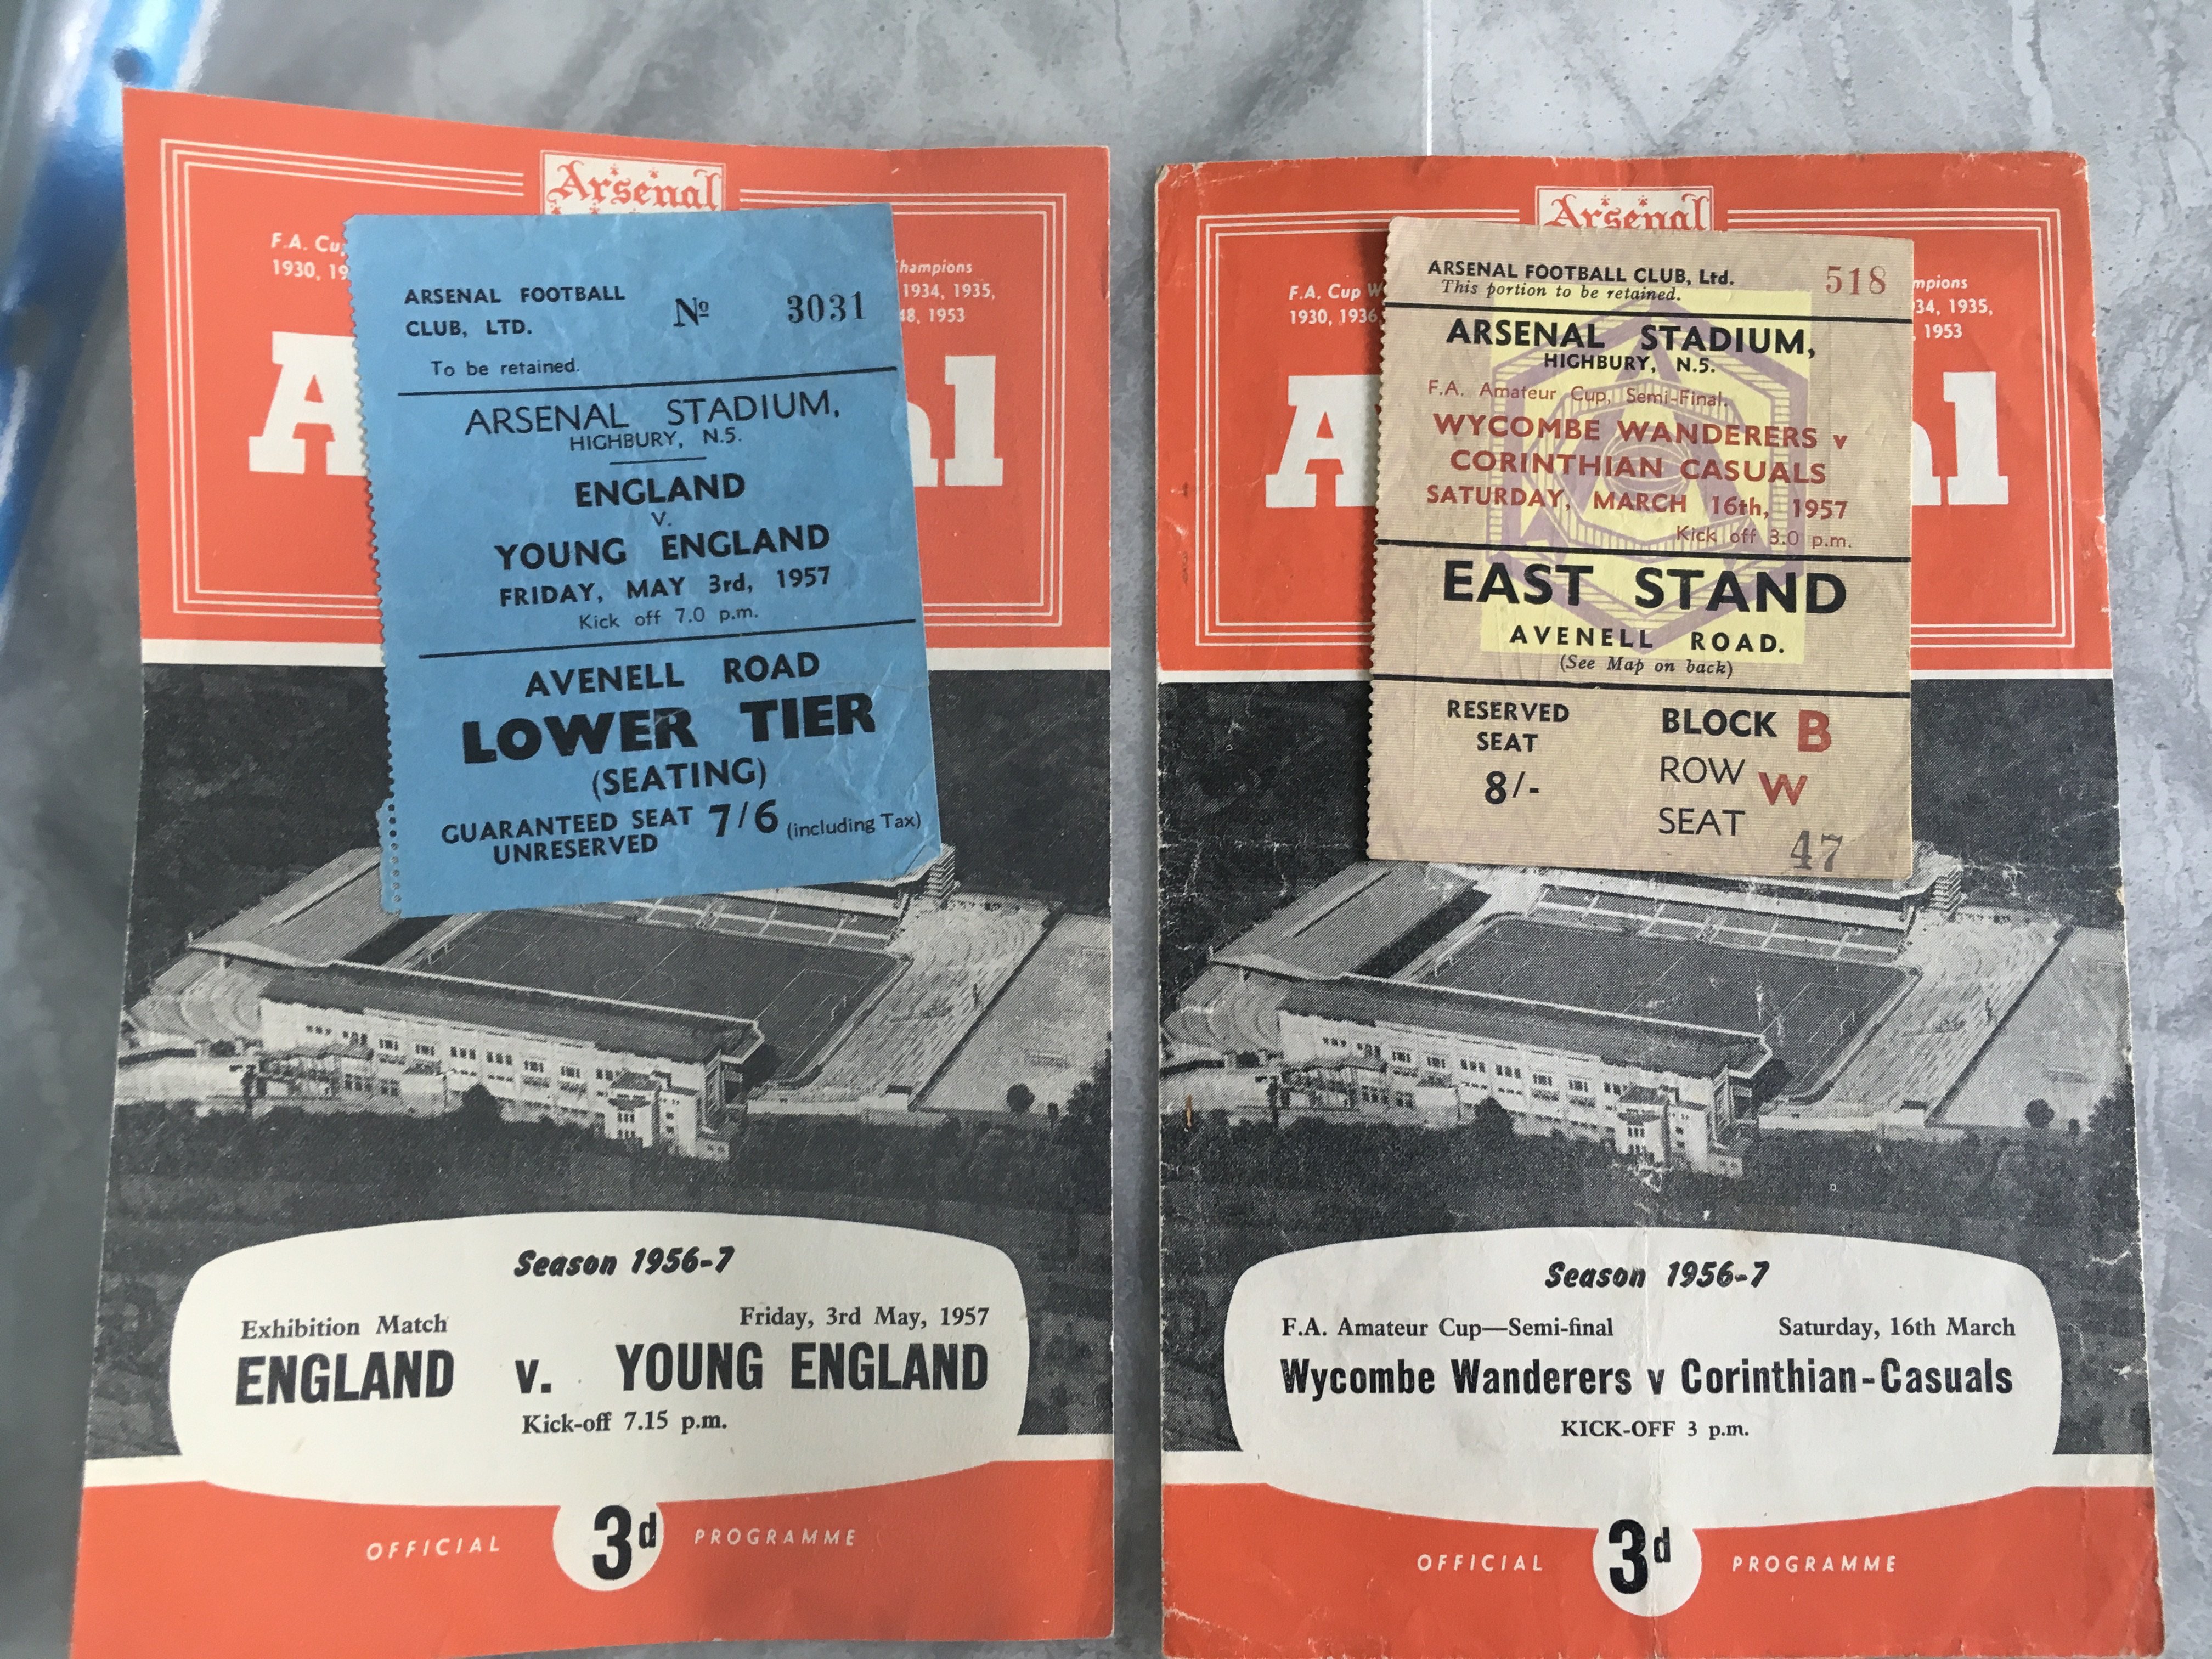 Arsenal
F.A. Cu
1930, 19
hampions
1934, 1935,
48, 1953
A
al
ARSENAL FOOTBALL
CLUB, LTD.
Nº 3031
To be retained.
ARSENAL STADIUM,
HIGHBURY, N.5.
ENGLAND
V.
YOUNG ENGLAND
FRIDAY, MAY 3rd, 1957
Kick off 7.0 p.m.
AVENELL ROAD
LOWER TIER
(SEATING)
GUARANTEED SEAT 7/6 (including Tax)
UNRESERVED
Season 1956-7
Exhibition Match Friday, 3rd May, 1957
ENGLAND v. YOUNG ENGLAND
Kick-off 7.15 p.m.
OFFICIAL 3d PROGRAMME
Arsenal
F.A. Cup W
1930, 1936
mpions
34, 1935,
1953
A
al
ARSENAL FOOTBALL CLUB, Ltd. 518
This portion to be retained.
ARSENAL STADIUM,
HIGHBURY, N.5.
F.A. Amateur Cup, Semi-Final.
WYCOMBE WANDERERS v
CORINTHIAN CASUALS
SATURDAY, MARCH 16th, 1957
Kick off 3.0 p.m.
EAST STAND
AVENELL ROAD.
(See Map on back)
RESERVED
SEAT
8/-
BLOCK B
ROW W
SEAT 47
Season 1956-7
F.A. Amateur Cup—Semi-final Saturday, 16th March
Wycombe Wanderers v Corinthian-Casuals
KICK-OFF 3 p.m.
OFFICIAL 3d PROGRAMME